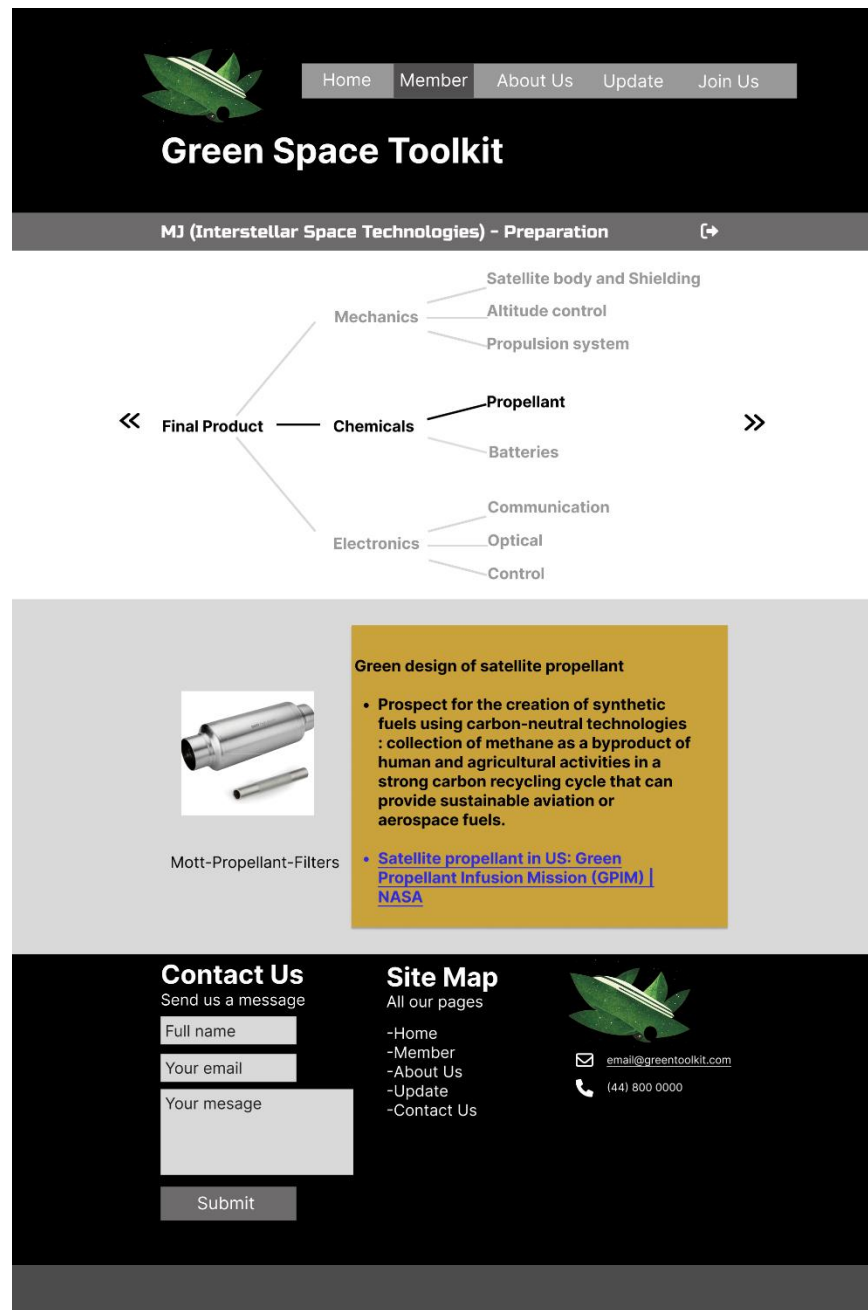 Home Member About Us Update Join Us
Green Space Toolkit
MJ (Interstellar Space Technologies) - Preparation
Satellite body and Shielding
Mechanics
Altitude control
Propulsion system
Propellant
Final Product
Chemicals
Batteries
Communication
Electronics
Optical
Control
Green design of satellite propellant
• Prospect for the creation of synthetic
fuels using carbon-neutral technologies
: collection of methane as a byproduct of
human and agricultural activities in a
strong carbon recycling cycle that can
provide sustainable aviation or
aerospace fuels.
Mott-Propellant-Filters
• Satellite propellant in US: Green
Propellant Infusion Mission (GPIM) |
NASA
Contact Us
Send us a message
Full name
Your email
Your mesage
Submit
Site Map
All our pages
-Home
-Member
-About Us
-Update
-Contact Us
email@greentoolkit.com
(44) 800 0000